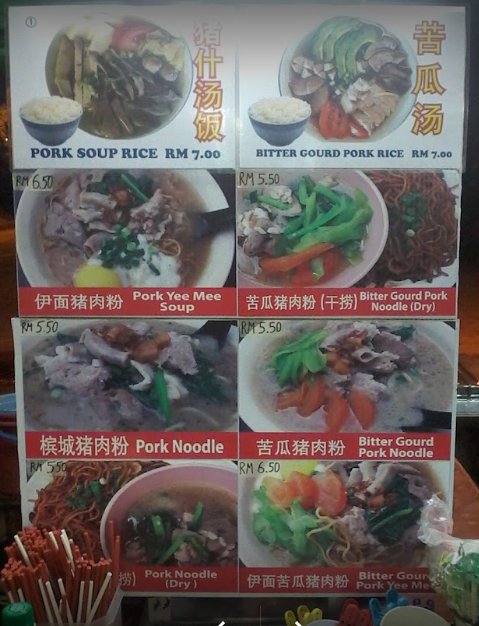 ①
猪什汤饭
PORK SOUP RICE RM 7.00
苦瓜汤
BITTER GOURD PORK RICE RM 7.00
RM 6.50
伊面猪肉粉 Pork Yee Mee Soup
RM 5.50
苦瓜猪肉粉 (干捞) Bitter Gourd Pork Noodle (Dry)
RM 5.50
槟城猪肉粉 Pork Noodle
RM 5.50
苦瓜猪肉粉 Bitter Gourd Pork Noodle
RM 5.50
捞) Pork Noodle (Dry)
RM 6.50
伊面苦瓜猪肉粉 Bitter Gour Pork Yee Me